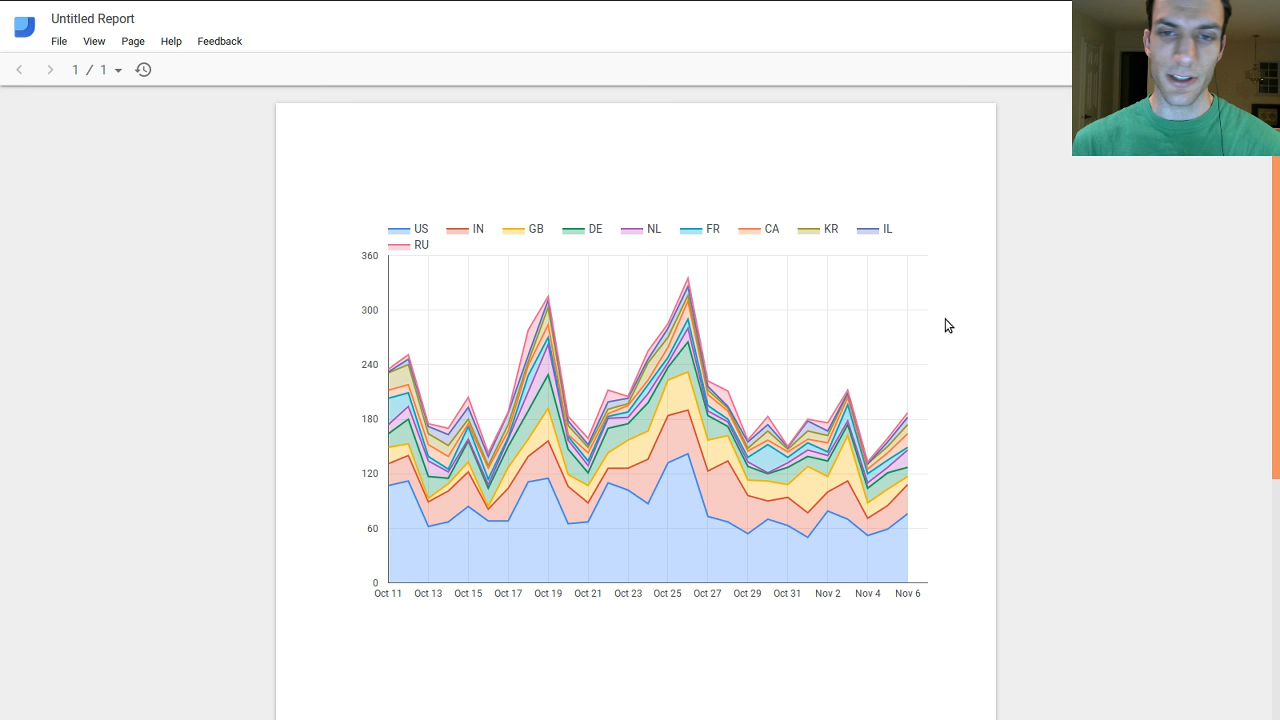 Untitled Report
File View Page Help Feedback
1 / 1
US IN GB DE NL FR CA KR IL
RU
360
300
240
180
120
60
0
Oct 11 Oct 13 Oct 15 Oct 17 Oct 19 Oct 21 Oct 23 Oct 25 Oct 27 Oct 29 Oct 31 Nov 2 Nov 4 Nov 6